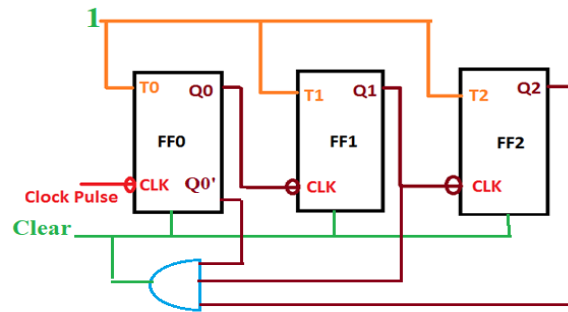 1
T0 Q0
T1 Q1
T2 Q2
FF0
FF1
FF2
CLK Q0'
CLK
CLK
Clock Pulse
Clear